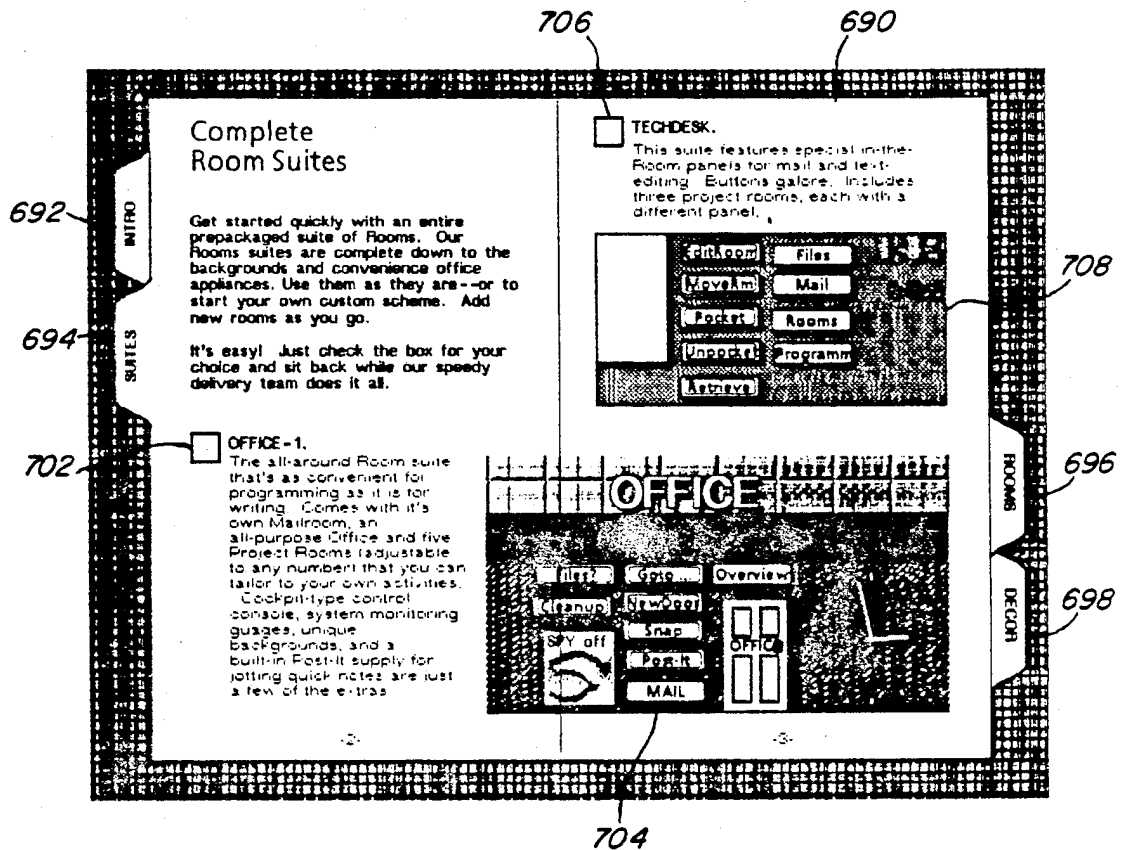 706
690
Complete
Room Suites
692
INTRO
Get started quickly with an entire
prepackaged suite of Rooms. Our
Rooms suites are complete down to the
backgrounds and convenience office
appliances. Use them as they are--or to
start your own custom scheme. Add
new rooms as you go.
694
SUITES
It's easy! Just check the box for your
choice and sit back while our speedy
delivery team does it all.
702
OFFICE-1.
The all-around Room suite
that's as convenient for
programming as it is for
writing. Comes with it's
own Mailroom, an
all-purpose Office and five
Project Rooms (adjustable
to any number) that you can
tailor to your own activities.
Cockpit-type control
console, system monitoring
guages, unique
backgrounds, and a
built-in Post-It supply for
jotting quick notes are just
a few of the extras
-2-
TECHDESK.
This suite features special in-the-
Room panels for mail and text-
editing. Buttons galore. Includes
three project rooms, each with a
different panel.
EditRoom
Files
MoveRm
Mail
Pocket
Rooms
Unpocket
Programm
Retrieve
708
OFFICE
Files?
Goto ...
Overview
Cleanup
NewDoor
Snap
SPY off
Post-It
OFFICE
MAIL
-3-
704
ROOMS
696
DECOR
698